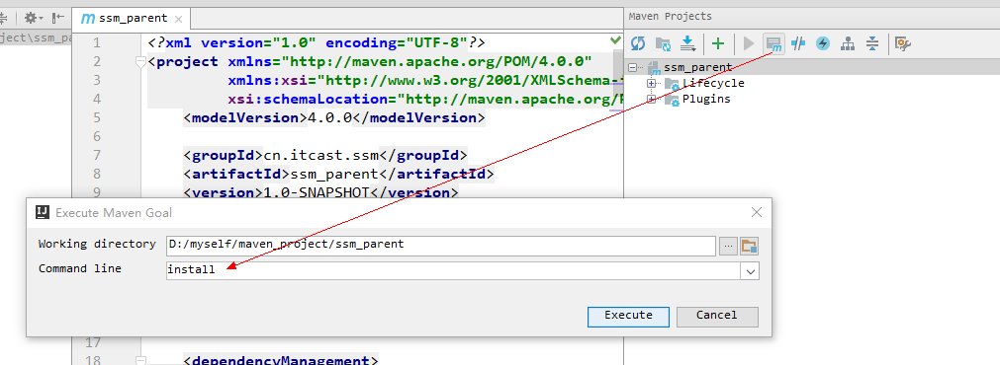 ject\ssm_pa
ssm_parent
Maven Projects
1 <?xml version="1.0" encoding="UTF-8"?>
2 <project xmlns="http://maven.apache.org/POM/4.0.0"
3 xmlns:xsi="http://www.w3.org/2001/XMLSchema-i
4 xsi:schemaLocation="http://maven.apache.org/P
5 <modelVersion>4.0.0</modelVersion>
6
7 <groupId>cn.itcast.ssm</groupId>
8 <artifactId>ssm_parent</artifactId>
9 <version>1.0-SNAPSHOT</version>
ssm_parent
Lifecycle
Plugins
Execute Maven Goal
Working directory D:/myself/maven_project/ssm_parent
Command line install
Execute Cancel
17
18 <dependencyManagement>